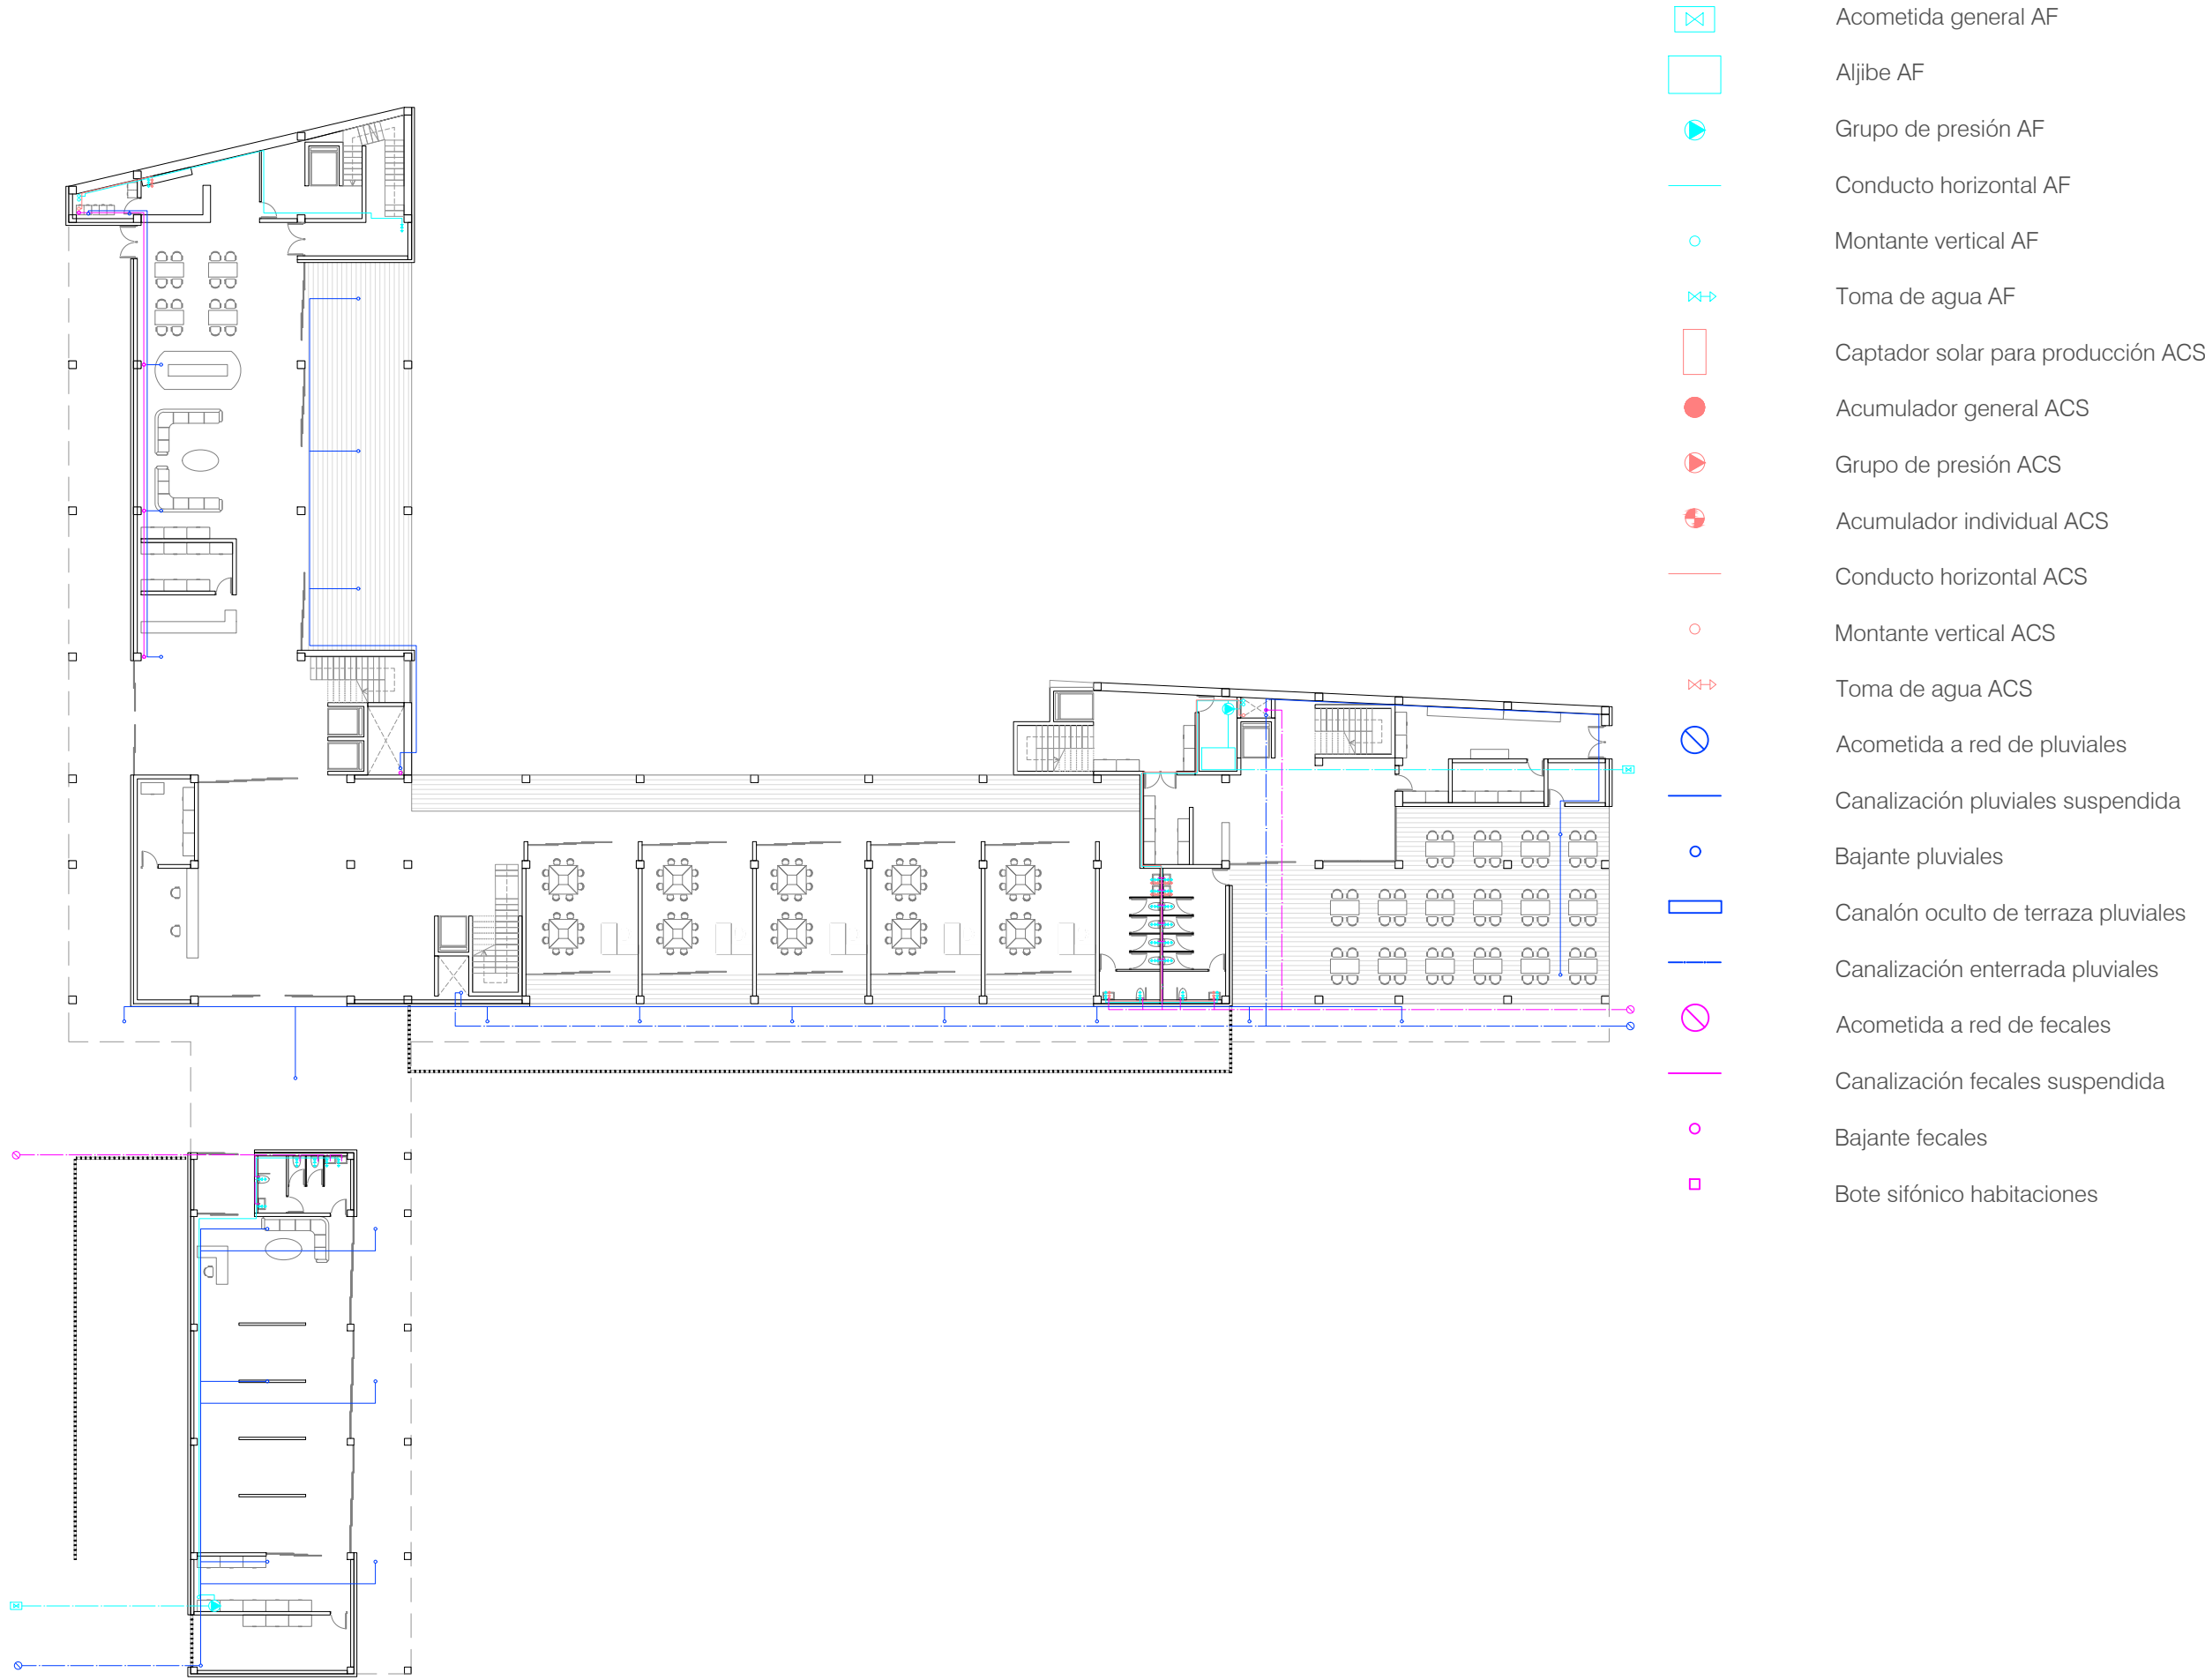 Acometida general AF
Aljibe AF
Grupo de presión AF
Conducto horizontal AF
Montante vertical AF
Toma de agua AF
Captador solar para producción ACS
Acumulador general ACS
Grupo de presión ACS
Acumulador individual ACS
Conducto horizontal ACS
Montante vertical ACS
Toma de agua ACS
Acometida a red de pluviales
Canalización pluviales suspendida
Bajante pluviales
Canalón oculto de terraza pluviales
Canalización enterrada pluviales
Acometida a red de fecales
Canalización fecales suspendida
Bajante fecales
Bote sifónico habitaciones